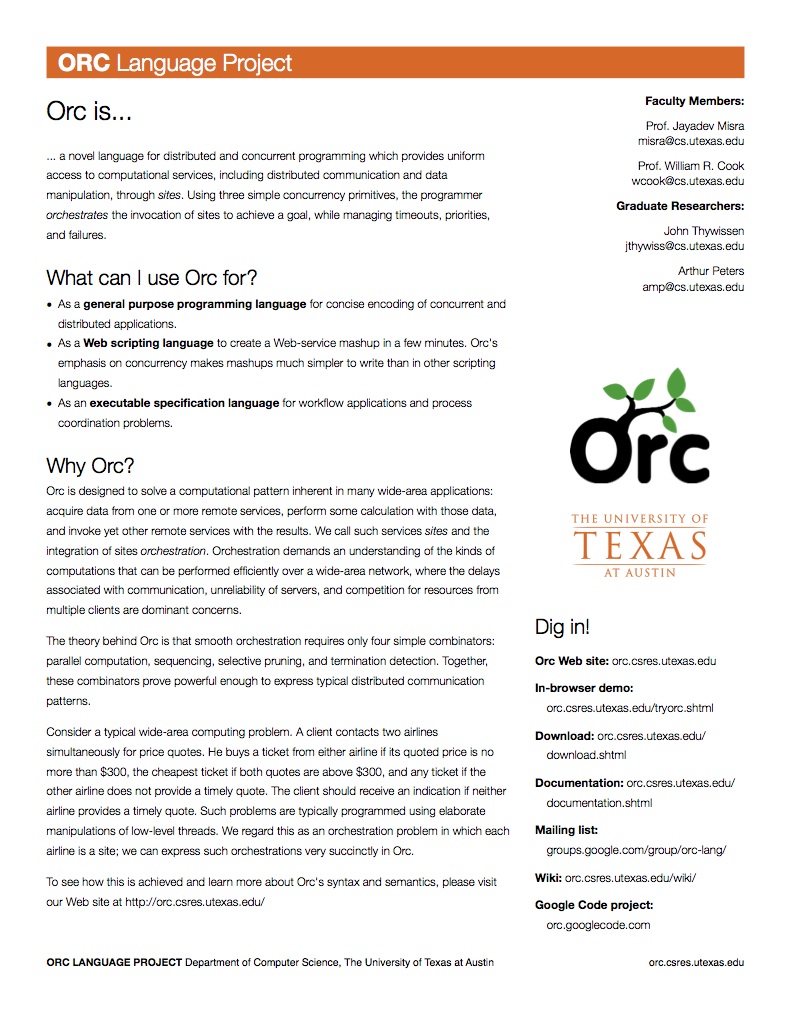 ORC Language Project
Orc is...
... a novel language for distributed and concurrent programming which provides uniform
access to computational services, including distributed communication and data
manipulation, through sites. Using three simple concurrency primitives, the programmer
orchestrates the invocation of sites to achieve a goal, while managing timeouts, priorities,
and failures.
What can I use Orc for?
• As a general purpose programming language for concise encoding of concurrent and
distributed applications.
• As a Web scripting language to create a Web-service mashup in a few minutes. Orc's
emphasis on concurrency makes mashups much simpler to write than in other scripting
languages.
• As an executable specification language for workflow applications and process
coordination problems.
Why Orc?
Orc is designed to solve a computational pattern inherent in many wide-area applications:
acquire data from one or more remote services, perform some calculation with those data,
and invoke yet other remote services with the results. We call such services sites and the
integration of sites orchestration. Orchestration demands an understanding of the kinds of
computations that can be performed efficiently over a wide-area network, where the delays
associated with communication, unreliability of servers, and competition for resources from
multiple clients are dominant concerns.
The theory behind Orc is that smooth orchestration requires only four simple combinators:
parallel computation, sequencing, selective pruning, and termination detection. Together,
these combinators prove powerful enough to express typical distributed communication
patterns.
Consider a typical wide-area computing problem. A client contacts two airlines
simultaneously for price quotes. He buys a ticket from either airline if its quoted price is no
more than $300, the cheapest ticket if both quotes are above $300, and any ticket if the
other airline does not provide a timely quote. The client should receive an indication if neither
airline provides a timely quote. Such problems are typically programmed using elaborate
manipulations of low-level threads. We regard this as an orchestration problem in which each
airline is a site; we can express such orchestrations very succinctly in Orc.
To see how this is achieved and learn more about Orc's syntax and semantics, please visit
our Web site at http://orc.csres.utexas.edu/
Faculty Members:
Prof. Jayadev Misra
misra@cs.utexas.edu
Prof. William R. Cook
wcook@cs.utexas.edu
Graduate Researchers:
John Thywissen
jthywiss@cs.utexas.edu
Arthur Peters
amp@cs.utexas.edu
Orc
THE UNIVERSITY OF
TEXAS
AT AUSTIN
Dig in!
Orc Web site: orc.csres.utexas.edu
In-browser demo:
orc.csres.utexas.edu/tryorc.shtml
Download: orc.csres.utexas.edu/
download.shtml
Documentation: orc.csres.utexas.edu/
documentation.shtml
Mailing list:
groups.google.com/group/orc-lang/
Wiki: orc.csres.utexas.edu/wiki/
Google Code project:
orc.googlecode.com
ORC LANGUAGE PROJECT Department of Computer Science, The University of Texas at Austin
orc.csres.utexas.edu